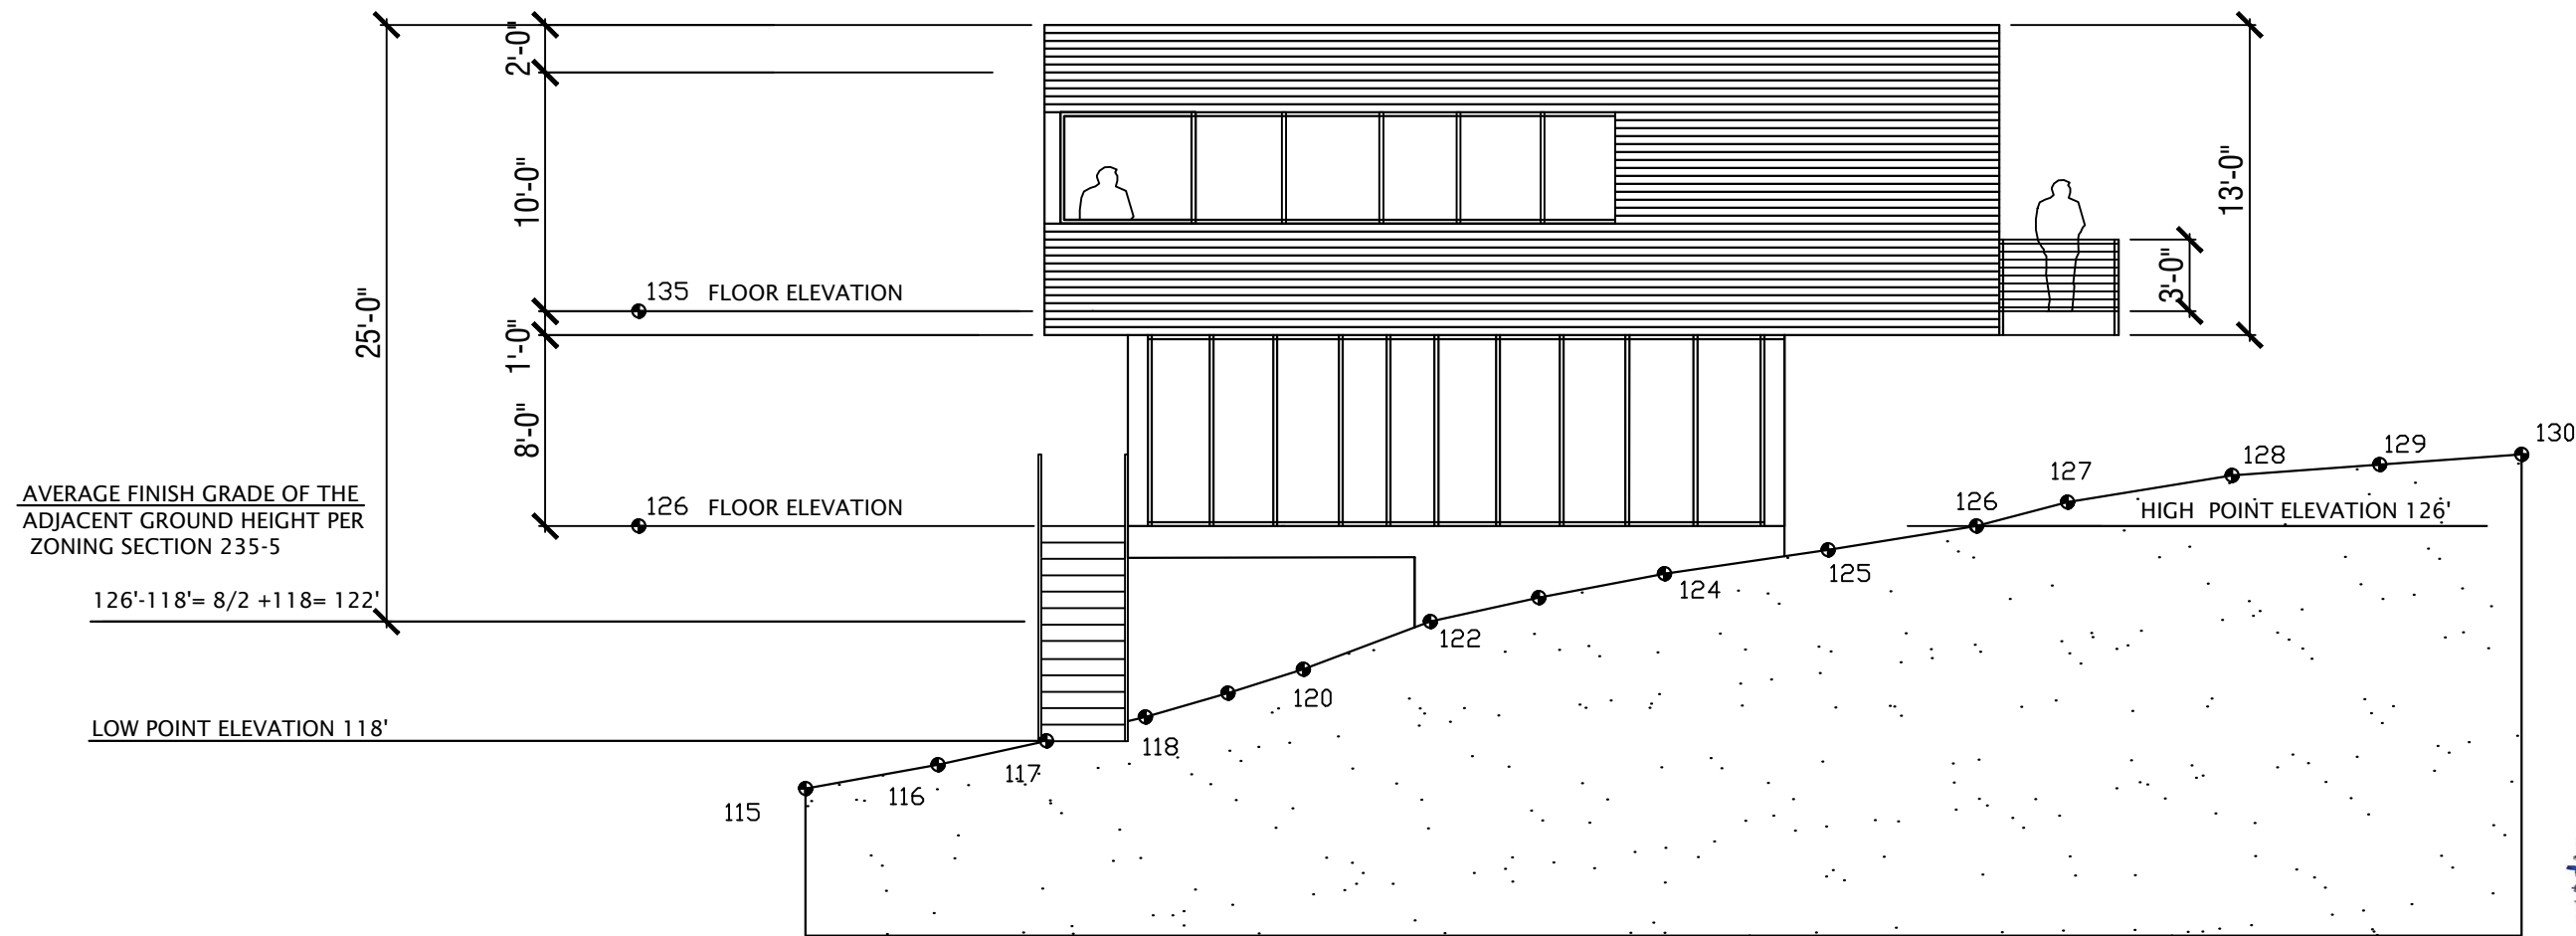 2'-0"
10'-0"
13'-0"
3'-0"
135 FLOOR ELEVATION
25'-0"
1'-0"
8'-0"
130
129
128
127
126
HIGH POINT ELEVATION 126'
AVERAGE FINISH GRADE OF THE
ADJACENT GROUND HEIGHT PER
ZONING SECTION 235-5
126 FLOOR ELEVATION
125
124
126'-118'= 8/2 +118= 122'
122
120
LOW POINT ELEVATION 118'
118
117
116
115